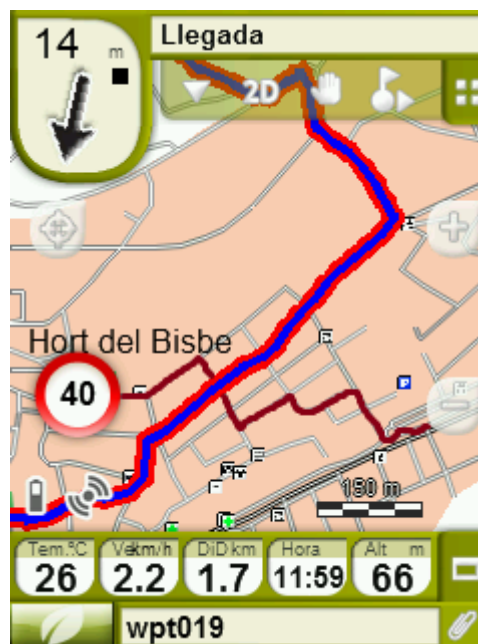 14 m
Llegada
2D
Hort del Bisbe
40
P
150 m
Tem.°C
26
Vel km/h
2.2
DiD km
1.7
Hora
11:59
Alt m
66
wpt019